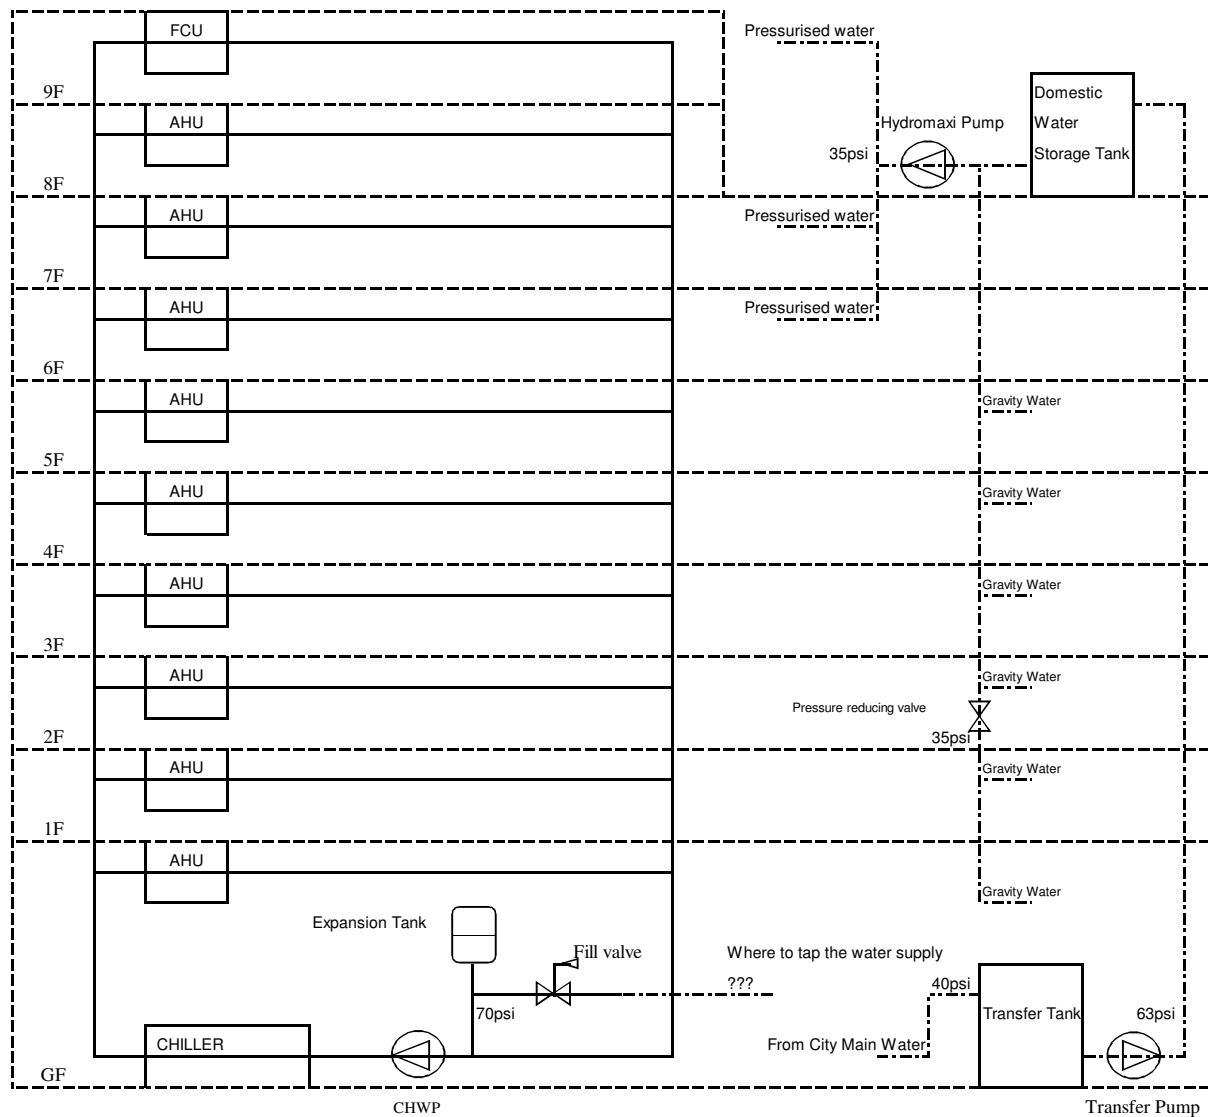 FCU
Pressurised water
9F
AHU
Hydromaxi Pump
35psi
Domestic
Water
Storage Tank
8F
AHU
Pressurised water
7F
AHU
Pressurised water
6F
AHU
Gravity Water
5F
AHU
Gravity Water
4F
AHU
Gravity Water
3F
AHU
Gravity Water
Pressure reducing valve
35psi
2F
AHU
Gravity Water
1F
AHU
Gravity Water
Expansion Tank
Fill valve
Where to tap the water supply
???
70psi
40psi
Transfer Tank
63psi
CHILLER
From City Main Water
GF
CHWP
Transfer Pump